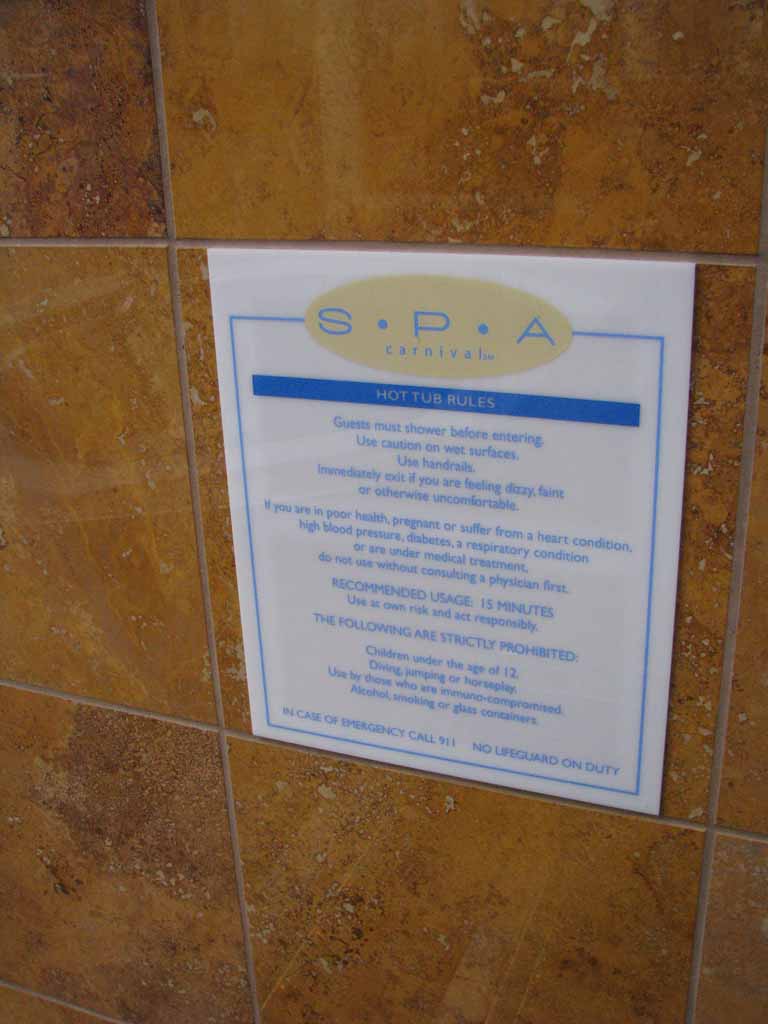 S • P • A
carnival SM
HOT TUB RULES
Guests must shower before entering.
Use caution on wet surfaces.
Use handrails.
Immediately exit if you are feeling dizzy, faint
or otherwise uncomfortable.
If you are in poor health, pregnant or suffer from a heart condition,
high blood pressure, diabetes, a respiratory condition
or are under medical treatment,
do not use without consulting a physician first.
RECOMMENDED USAGE: 15 MINUTES
Use at own risk and act responsibly.
THE FOLLOWING ARE STRICTLY PROHIBITED:
Children under the age of 12.
Diving, jumping or horseplay.
Use by those who are immuno-compromised.
Alcohol, smoking or glass containers.
IN CASE OF EMERGENCY CALL 911 NO LIFEGUARD ON DUTY